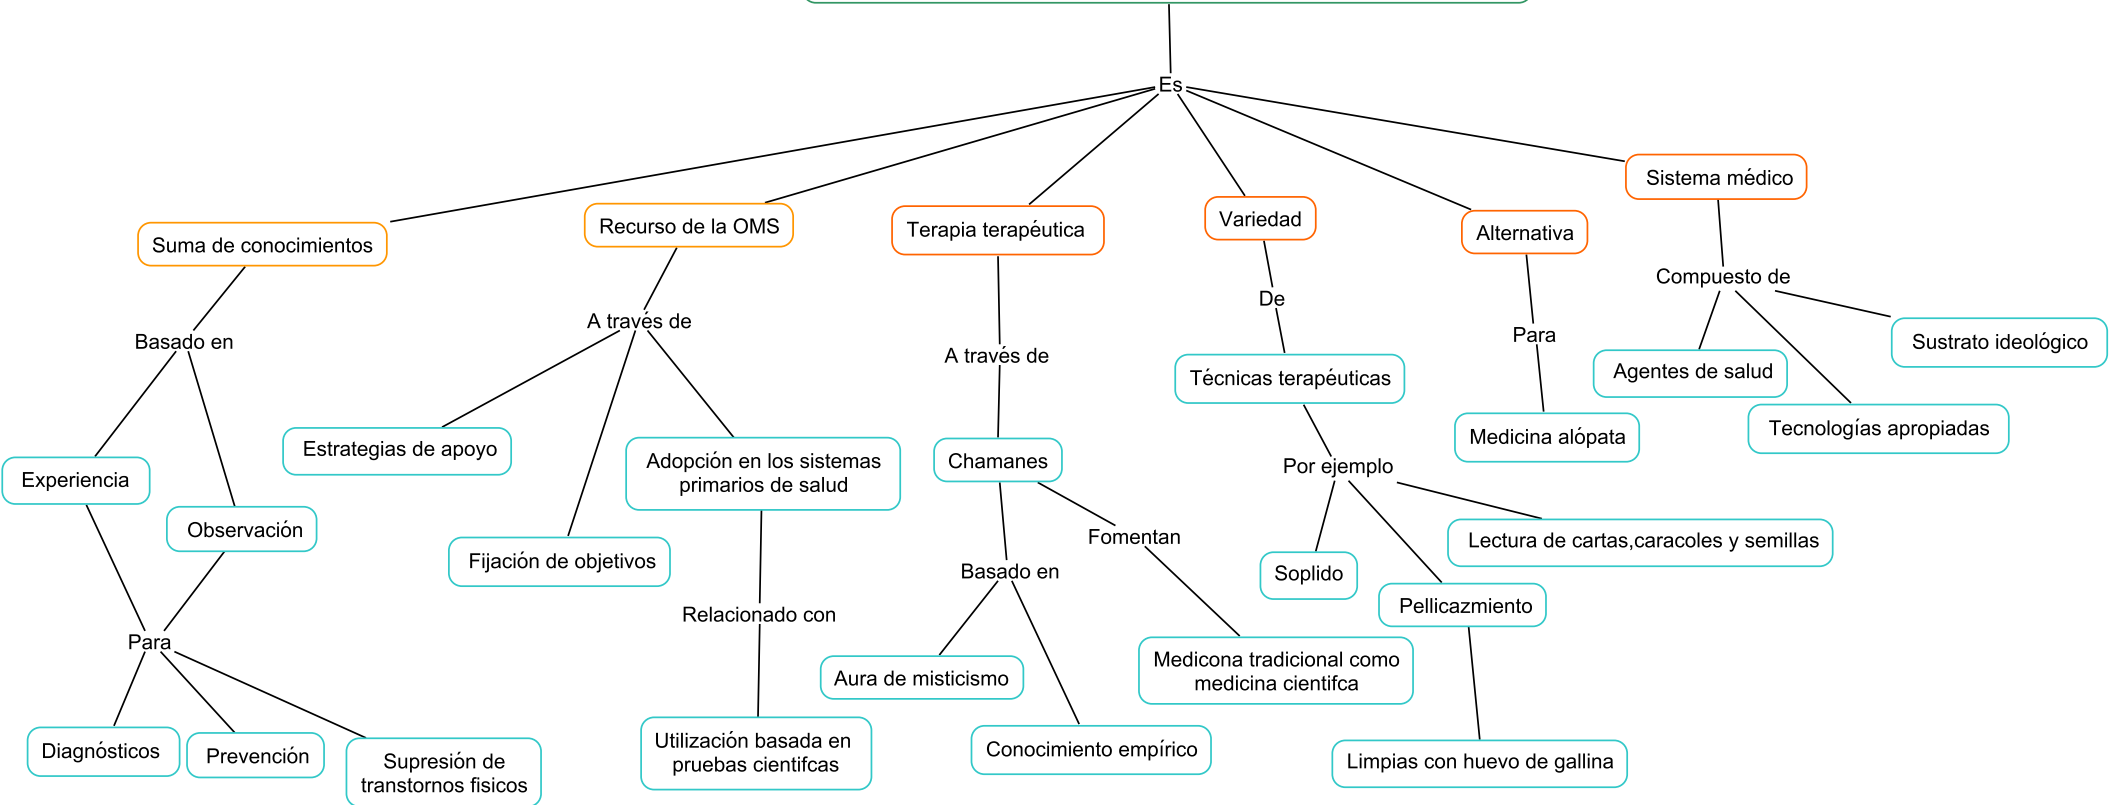 Es
Sistema médico
Variedad
Recurso de la OMS
Terapia terapéutica
Alternativa
Suma de conocimientos
Compuesto de
De
A través de
Para
Basado en
Sustrato ideológico
A través de
Agentes de salud
Técnicas terapéuticas
Tecnologías apropiadas
Medicina alópata
Estrategias de apoyo
Adopción en los sistemas
primarios de salud
Chamanes
Por ejemplo
Experiencia
Observación
Fomentan
Lectura de cartas,caracoles y semillas
Fijación de objetivos
Basado en
Soplido
Pellicazmiento
Relacionado con
Para
Medicona tradicional como
medicina cientifca
Aura de misticismo
Diagnósticos
Prevención
Supresión de
transtornos fisicos
Utilización basada en
pruebas cientifcas
Conocimiento empírico
Limpias con huevo de gallina